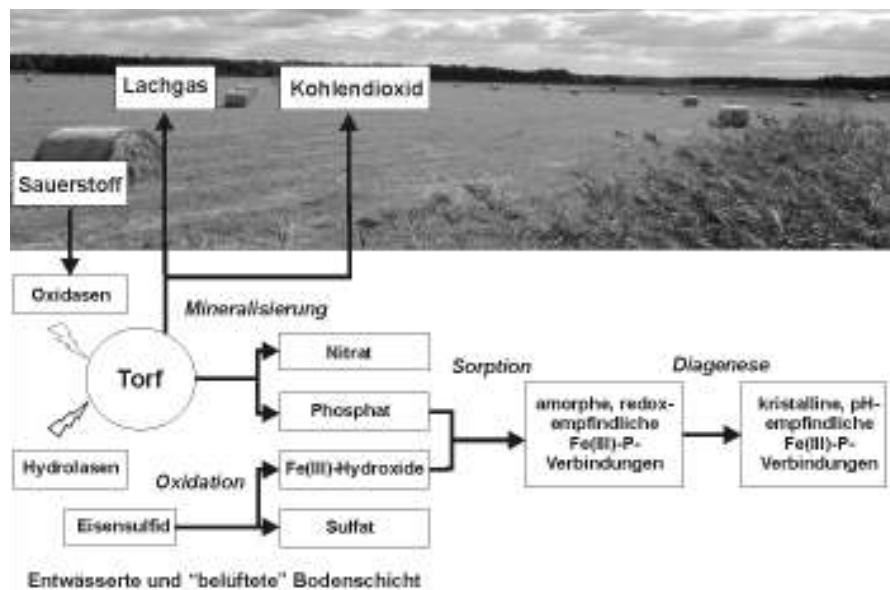 Lachgas
Kohlendioxid
Sauerstoff
Oxidasen
Mineralisierung
Torf
Nitrat
Sorption
Diagenese
Phosphat
amorphe, redox-
empfindliche
Fe(III)-P-
Verbindungen
kristalline, pH-
empfindliche
Fe(III)-P-
Verbindungen
Hydrolasen
Oxidation
Fe(III)-Hydroxide
Eisensulfid
Sulfat
Entwässerte und "belüftete" Bodenschicht